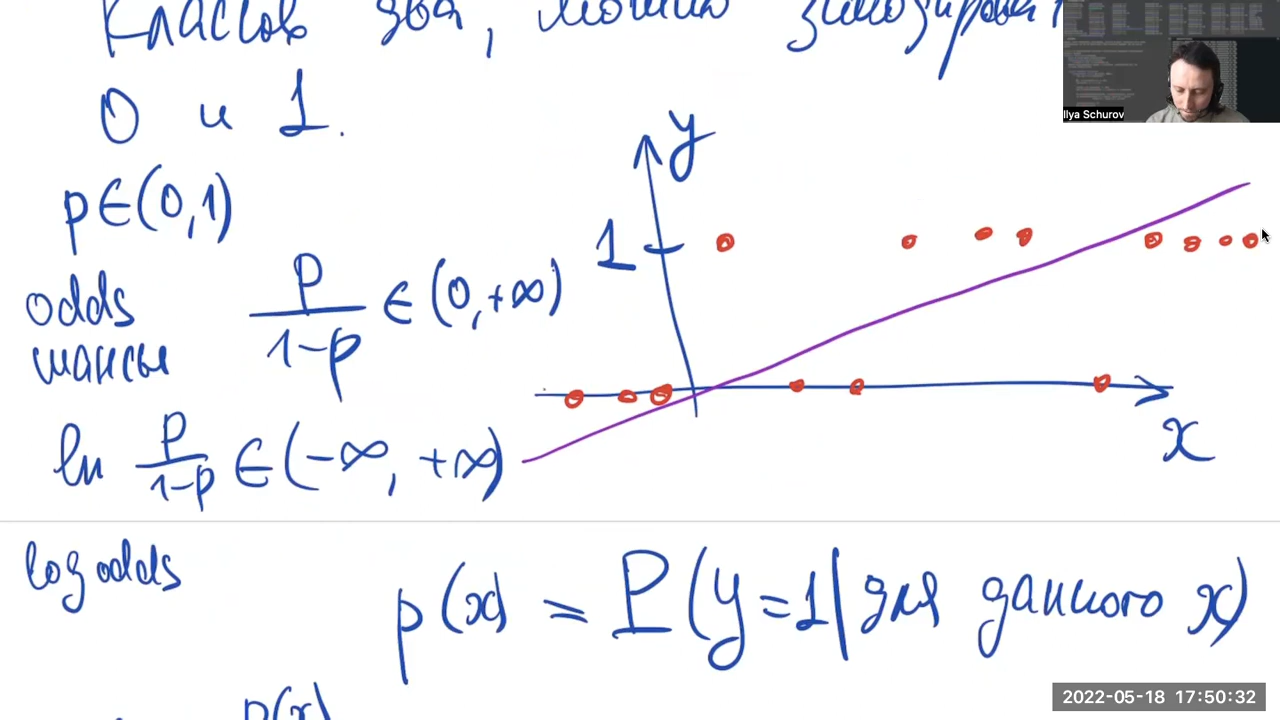 Классов два, можно
0 и 1.
Ilya Schurov
p∈(0,1)
odds
шансы
p/(1-p) ∈ (0,+∞)
ln p/(1-p) ∈ (-∞, +∞)
y
1
x
log odds
p(x) = P(y=1| для данного x)
p(x)
2022-05-18 17:50:32